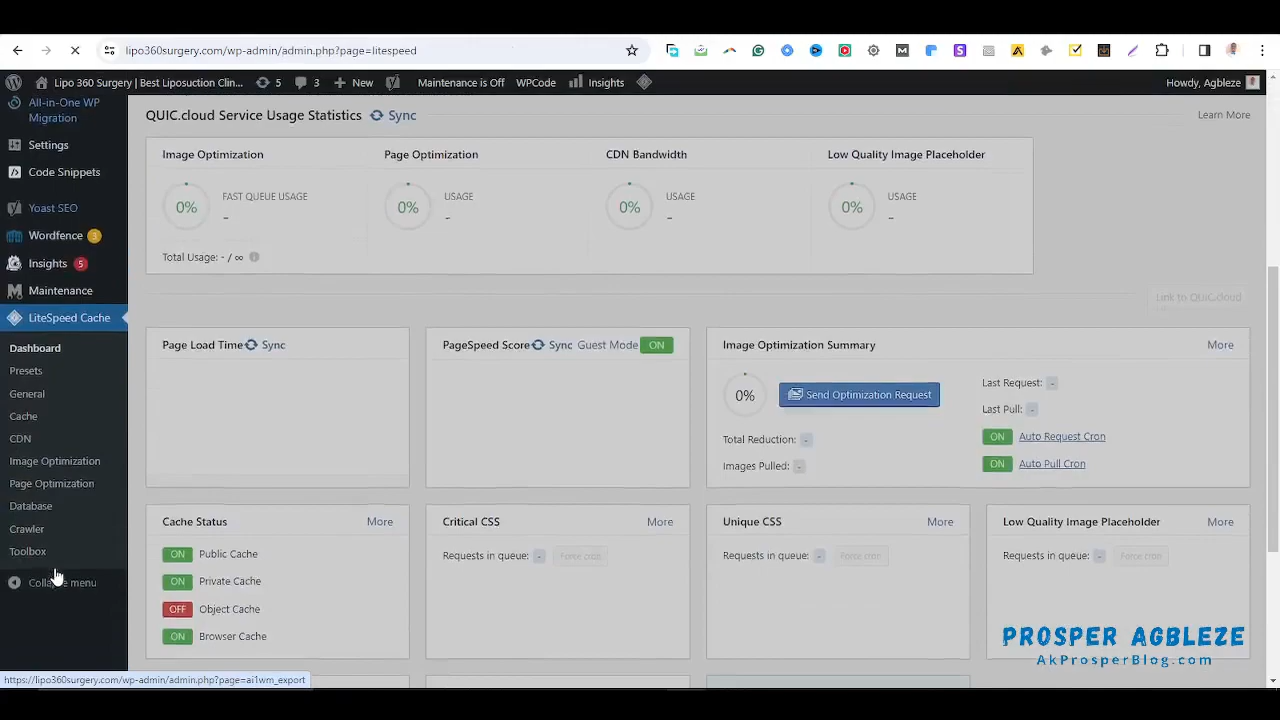 lipo360surgery.com/wp-admin/admin.php?page=litespeed
Lipo 360 Surgery | Best Liposuction Clin... 5 3 New Maintenance is Off WPCode Insights Howdy, Agbleze
All-in-One WP
Migration
Settings
Code Snippets
Yoast SEO
Wordfence 3
Insights 5
Maintenance
LiteSpeed Cache
Dashboard
Presets
General
Cache
CDN
Image Optimization
Page Optimization
Database
Crawler
Toolbox
Collapse menu
QUIC.cloud Service Usage Statistics Sync Learn More
Image Optimization Page Optimization CDN Bandwidth Low Quality Image Placeholder
0% FAST QUEUE USAGE - 0% USAGE - 0% USAGE - 0% USAGE -
Total Usage: - / ∞
Link to QUIC.cloud
Page Load Time Sync
PageSpeed Score Sync Guest Mode ON
Image Optimization Summary More
0% Send Optimization Request
Total Reduction: -
Images Pulled: -
Last Request: -
Last Pull: -
ON Auto Request Cron
ON Auto Pull Cron
Cache Status More
ON Public Cache
ON Private Cache
OFF Object Cache
ON Browser Cache
Critical CSS More
Requests in queue: - Force cron
Unique CSS More
Requests in queue: - Force cron
Low Quality Image Placeholder More
Requests in queue: - Force cron
PROSPER AGBLEZE
AkProsperBlog.com
https://lipo360surgery.com/wp-admin/admin.php?page=ai1wm_export